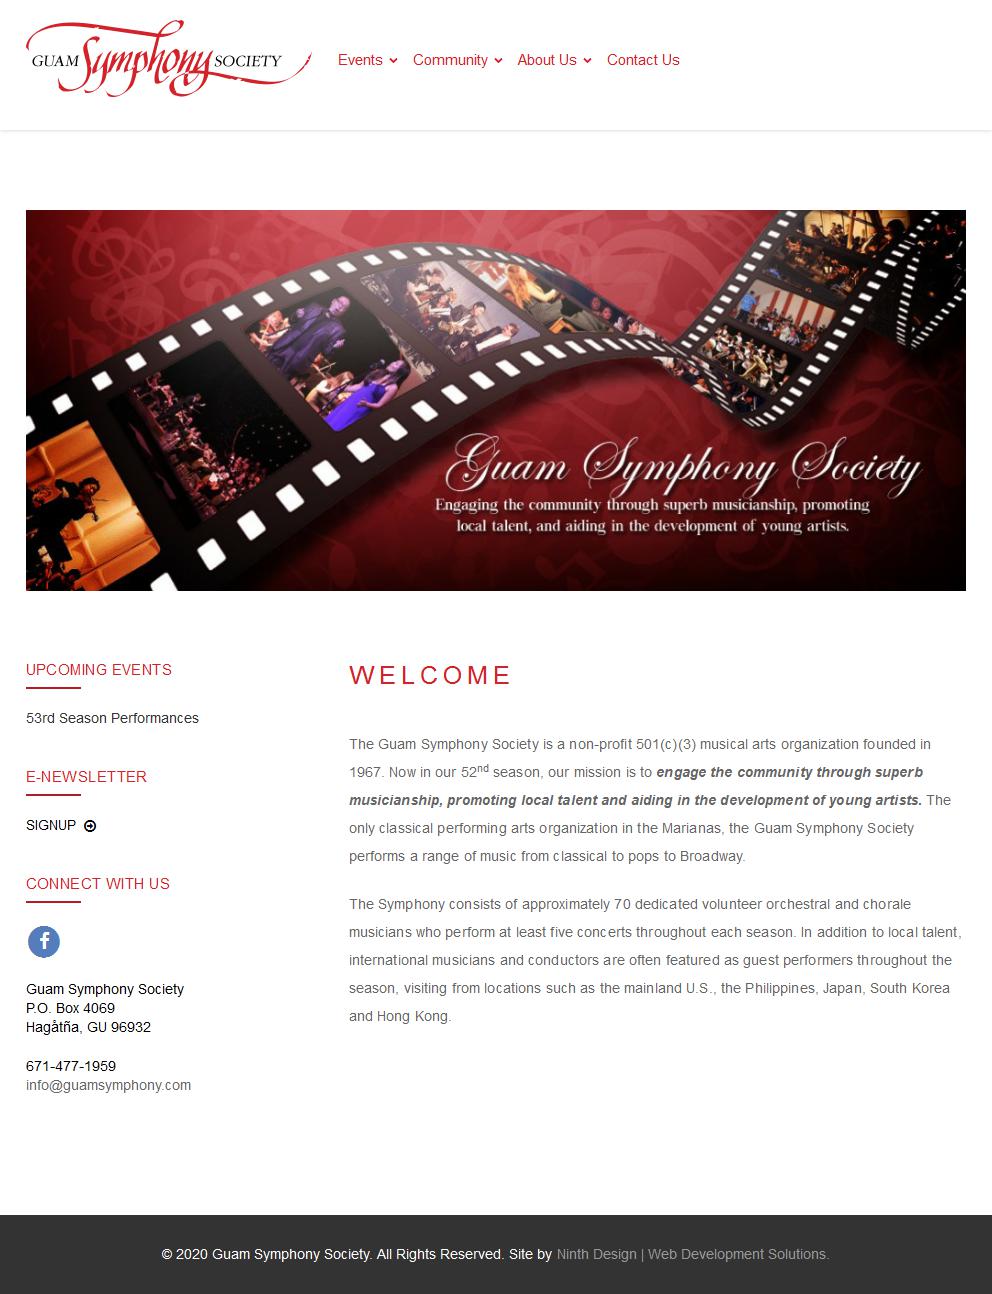 GUAM Symphony SOCIETY
Events
Community
About Us
Contact Us
Guam Symphony Society
Engaging the community through superb musicianship, promoting
local talent, and aiding in the development of young artists.
UPCOMING EVENTS
53rd Season Performances
E-NEWSLETTER
SIGNUP
CONNECT WITH US
Guam Symphony Society
P.O. Box 4069
Hagåtña, GU 96932
671-477-1959
info@guamsymphony.com
WELCOME
The Guam Symphony Society is a non-profit 501(c)(3) musical arts organization founded in
1967. Now in our 52nd season, our mission is to engage the community through superb
musicianship, promoting local talent and aiding in the development of young artists. The
only classical performing arts organization in the Marianas, the Guam Symphony Society
performs a range of music from classical to pops to Broadway.
The Symphony consists of approximately 70 dedicated volunteer orchestral and chorale
musicians who perform at least five concerts throughout each season. In addition to local talent,
international musicians and conductors are often featured as guest performers throughout the
season, visiting from locations such as the mainland U.S., the Philippines, Japan, South Korea
and Hong Kong.
© 2020 Guam Symphony Society. All Rights Reserved. Site by Ninth Design | Web Development Solutions.